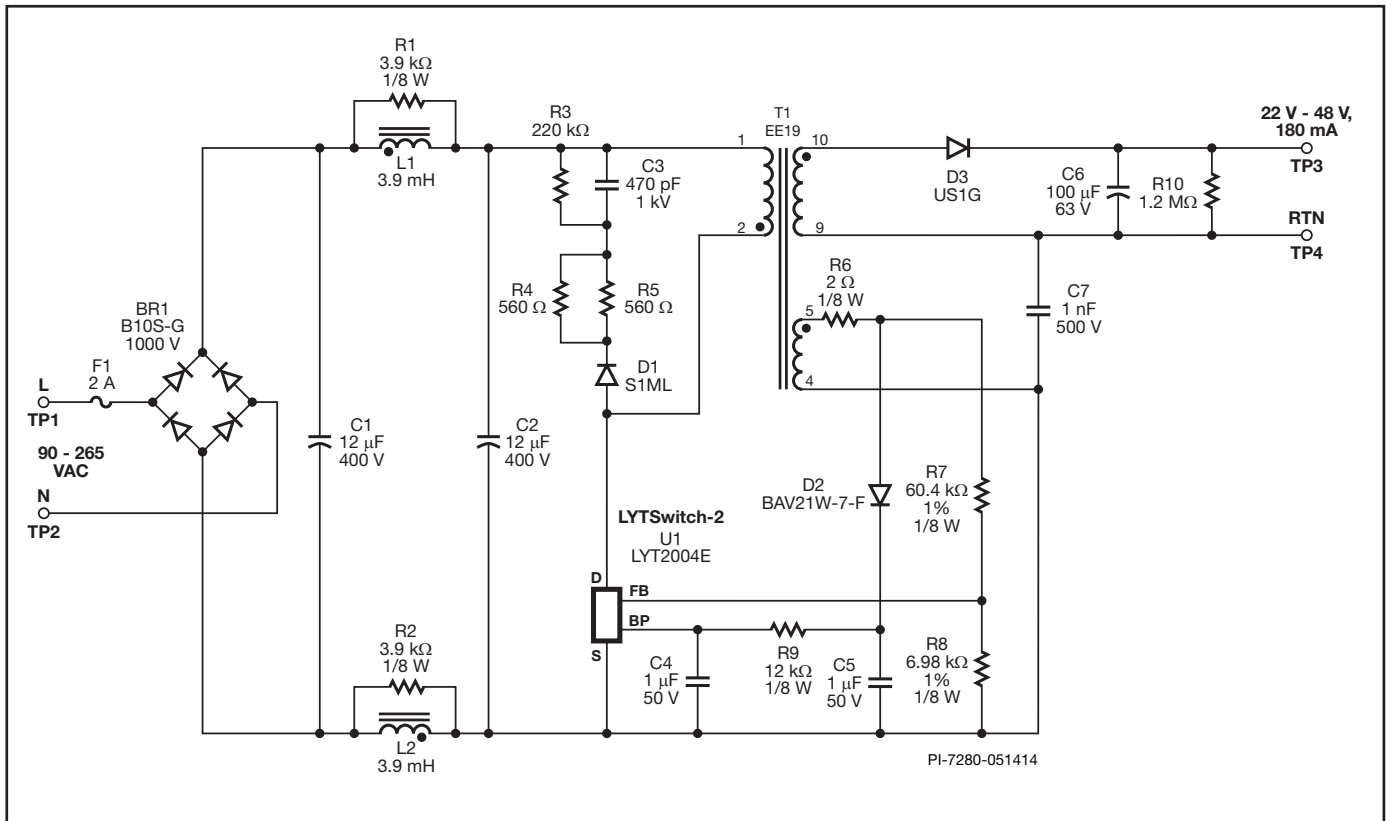 R1
3.9 kΩ
1/8 W
L1
3.9 mH
R3
220 kΩ
C3
470 pF
1 kV
T1
EE19
1
2
10
9
5
4
D3
US1G
C6
100 μF
63 V
R10
1.2 MΩ
22 V - 48 V,
180 mA
TP3
RTN
TP4
R4
560 Ω
R5
560 Ω
R6
2 Ω
1/8 W
C7
1 nF
500 V
BR1
B10S-G
1000 V
F1
2 A
L
TP1
90 - 265
VAC
N
TP2
D1
S1ML
C1
12 μF
400 V
C2
12 μF
400 V
D2
BAV21W-7-F
R7
60.4 kΩ
1%
1/8 W
LYTSwitch-2
U1
LYT2004E
D
FB
BP
S
R2
3.9 kΩ
1/8 W
L2
3.9 mH
C4
1 μF
50 V
R9
12 kΩ
1/8 W
C5
1 μF
50 V
R8
6.98 kΩ
1%
1/8 W
PI-7280-051414